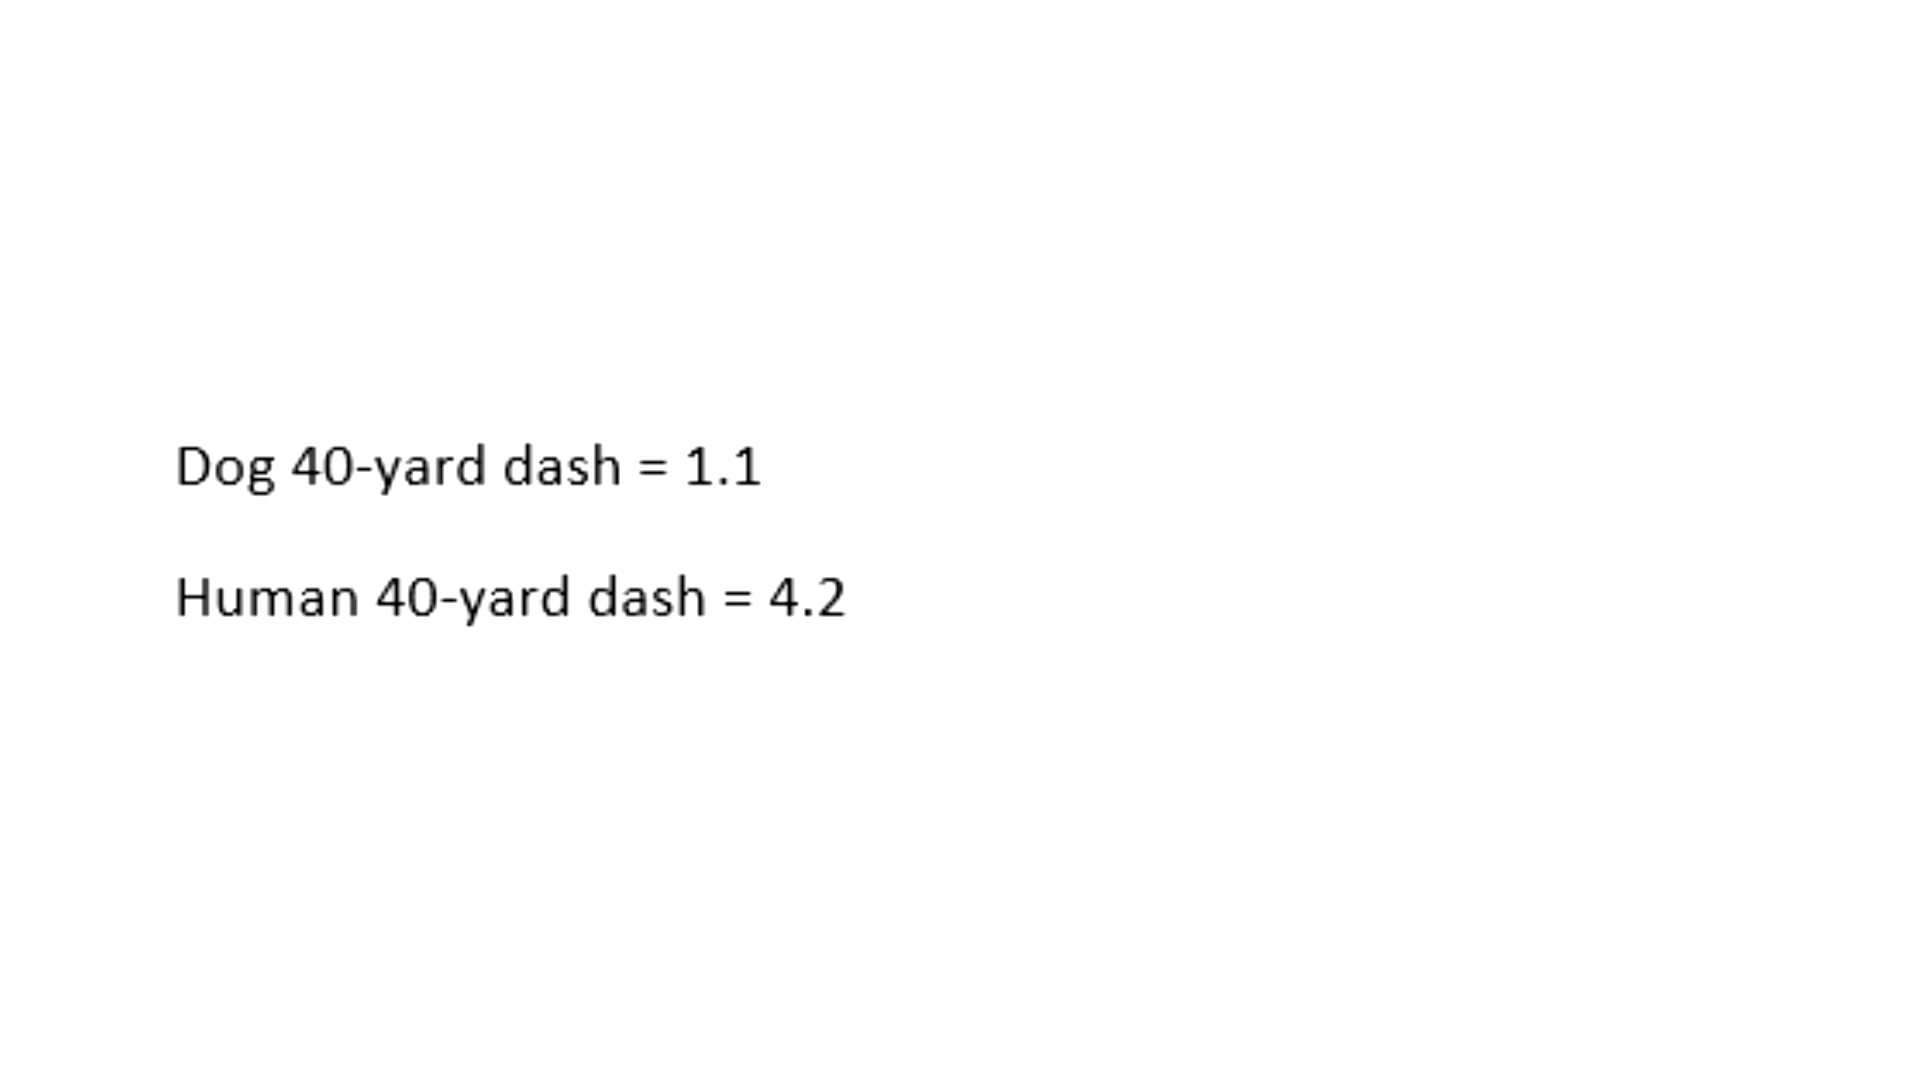 Dog 40-yard dash = 1.1
Human 40-yard dash = 4.2